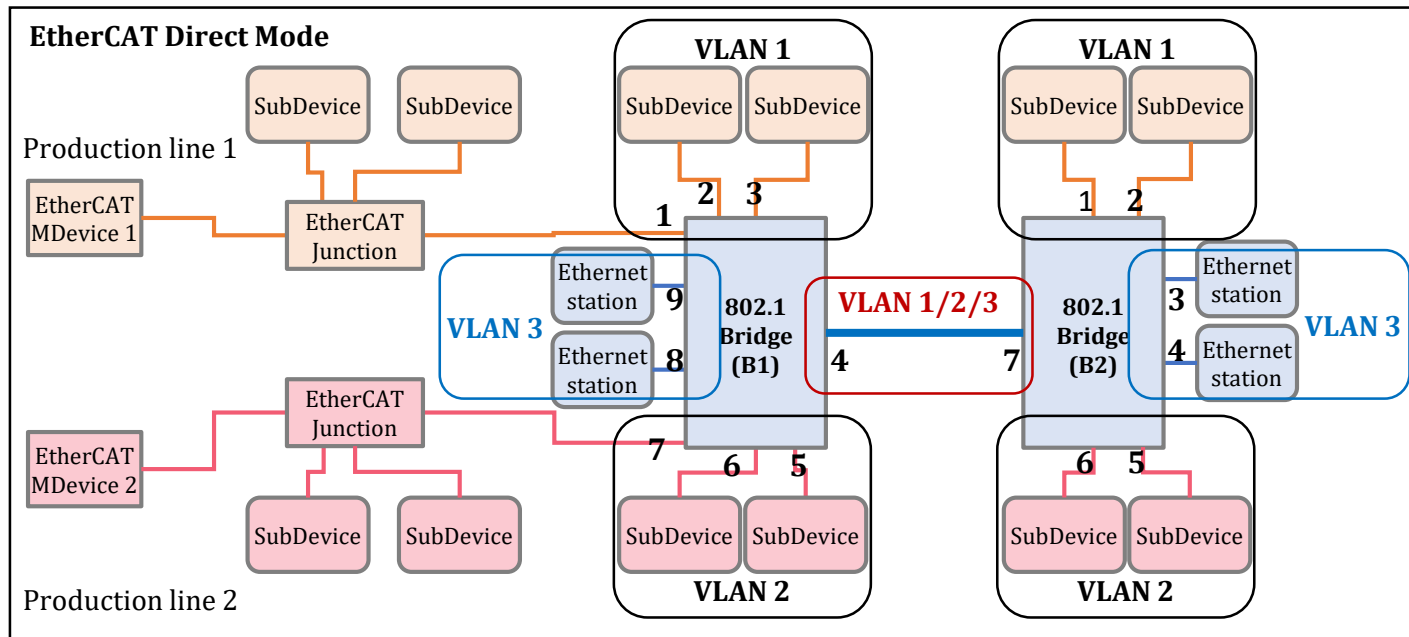 EtherCAT Direct Mode
VLAN 1
VLAN 1
SubDevice
SubDevice
SubDevice
SubDevice
SubDevice
SubDevice
Production line 1
EtherCAT
MDevice 1
EtherCAT
Junction
1
2
3
1
2
Ethernet
station
9
VLAN 3
Ethernet
station
8
802.1
Bridge
(B1)
VLAN 1/2/3
4
7
802.1
Bridge
(B2)
Ethernet
station
3
VLAN 3
4
Ethernet
station
EtherCAT
Junction
EtherCAT
MDevice 2
7
6
5
6
5
SubDevice
SubDevice
SubDevice
SubDevice
SubDevice
SubDevice
VLAN 2
VLAN 2
Production line 2